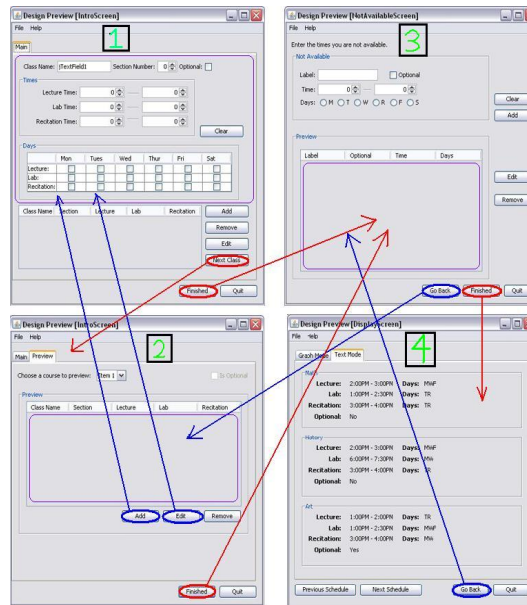 Design Preview [IntroScreen]
File Help
Main
1
Class Name: jTextField1 Section Number: 0 Optional:
Times
Lecture Time: 0 0
Lab Time: 0 0
Recitation Time: 0 0
Clear
Days
Mon Tues Wed Thur Fri Sat
Lecture:
Lab:
Recitation:
Class Name Section Lecture Lab Recitation
Add
Remove
Edit
Next Class
Finished Quit
Design Preview [NotAvailableScreen]
File Help
3
Enter the times you are not available.
Not Available
Label: Optional
Time: 0 0
Days: M T W R F S
Clear
Add
Preview
Label Optional Time Days
Edit
Remove
Go Back Finished Quit
Design Preview [IntroScreen]
File Help
Main Preview
2
Choose a course to preview: Item 1 Is Optional
Preview
Class Name Section Lecture Lab Recitation
Add Edit Remove
Finished Quit
Design Preview [DisplayScreen]
File Help
Graph Mode Text Mode
4
Math
Lecture: 2:00PM - 3:00PM Days: MWF
Lab: 1:00PM - 2:30PM Days: TR
Recitation: 3:00PM - 4:00PM Days: TR
Optional: No
History
Lecture: 2:00PM - 3:00PM Days: MWF
Lab: 6:00PM - 7:30PM Days: MW
Recitation: 3:00PM - 4:00PM Days: TR
Optional: No
Art
Lecture: 1:00PM - 2:00PM Days: TR
Lab: 1:00PM - 2:30PM Days: MWF
Recitation: 3:00PM - 4:00PM Days: MW
Optional: Yes
Previous Schedule Next Schedule Go Back Quit